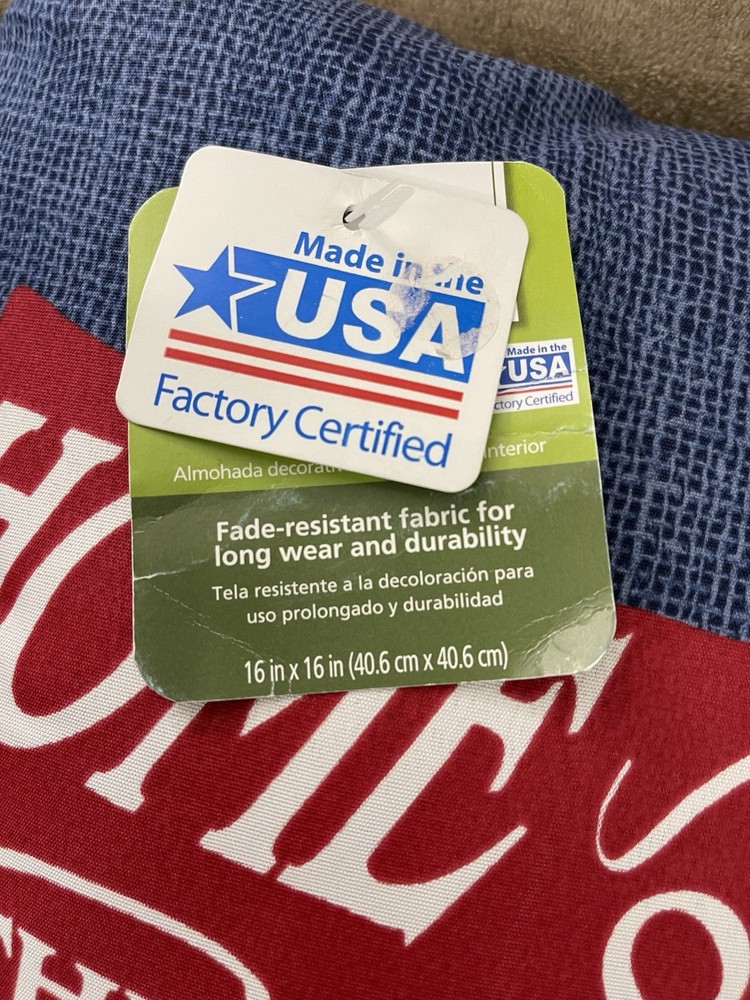 Made in the
USA
Factory Certified
Made in the
USA
Factory Certified
Almohada interior
Fade-resistant fabric for
long wear and durability
Tela resistente a la decoloración para
uso prolongado y durabilidad
16 in x 16 in (40.6 cm x 40.6 cm)
HOME